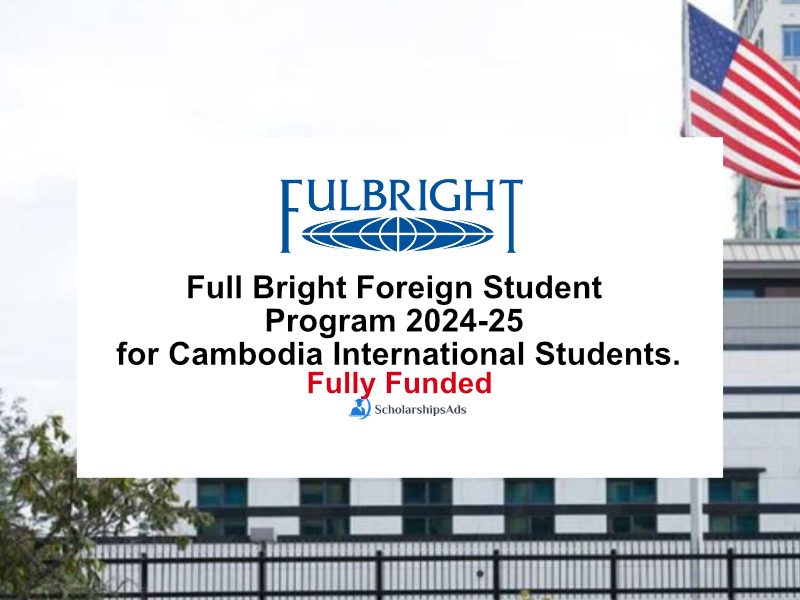 FULBRIGHT
Full Bright Foreign Student
Program 2024-25
for Cambodia International Students.
Fully Funded
ScholarshipsAds